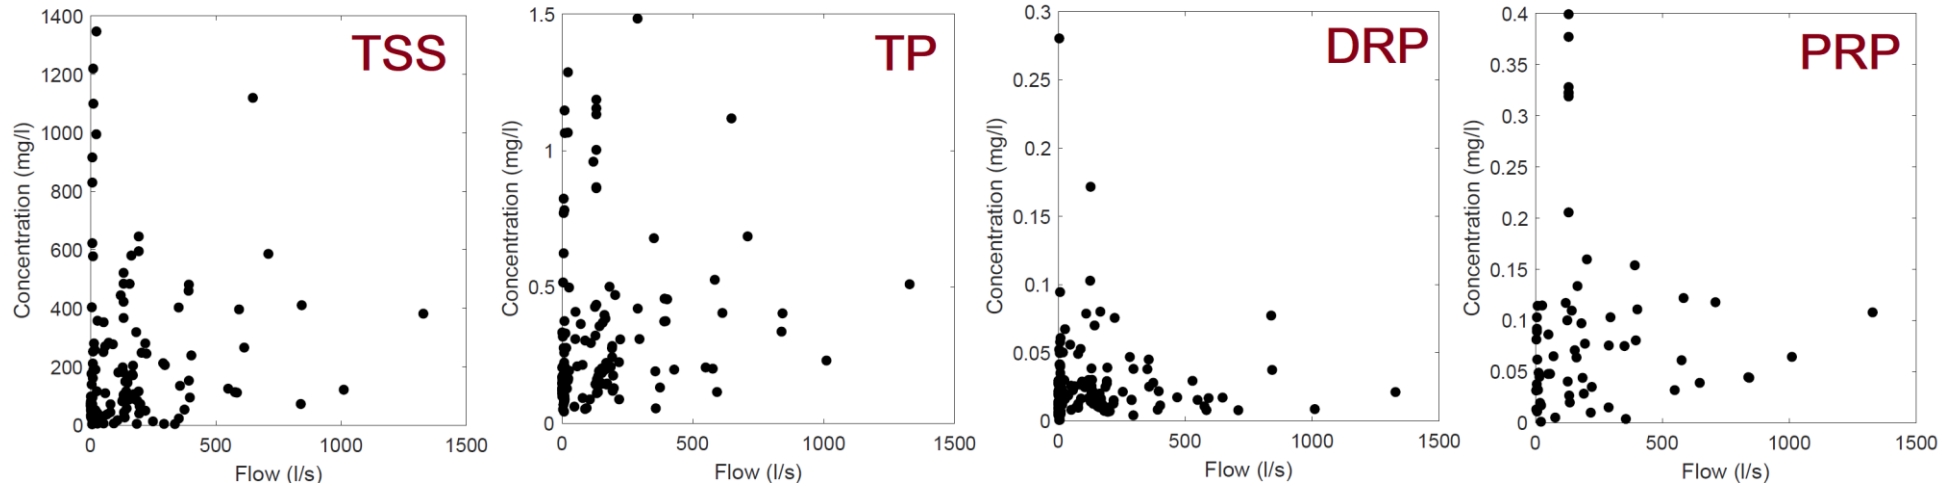 TSS
Concentration (mg/l)
1400
1200
1000
800
600
400
200
0
0 500 1000 1500
Flow (l/s)
TP
Concentration (mg/l)
1.5
1
0.5
0
0 500 1000 1500
Flow (l/s)
DRP
Concentration (mg/l)
0.3
0.25
0.2
0.15
0.1
0.05
0
0 500 1000 1500
Flow (l/s)
PRP
Concentration (mg/l)
0.4
0.35
0.3
0.25
0.2
0.15
0.1
0.05
0
0 500 1000 1500
Flow (l/s)